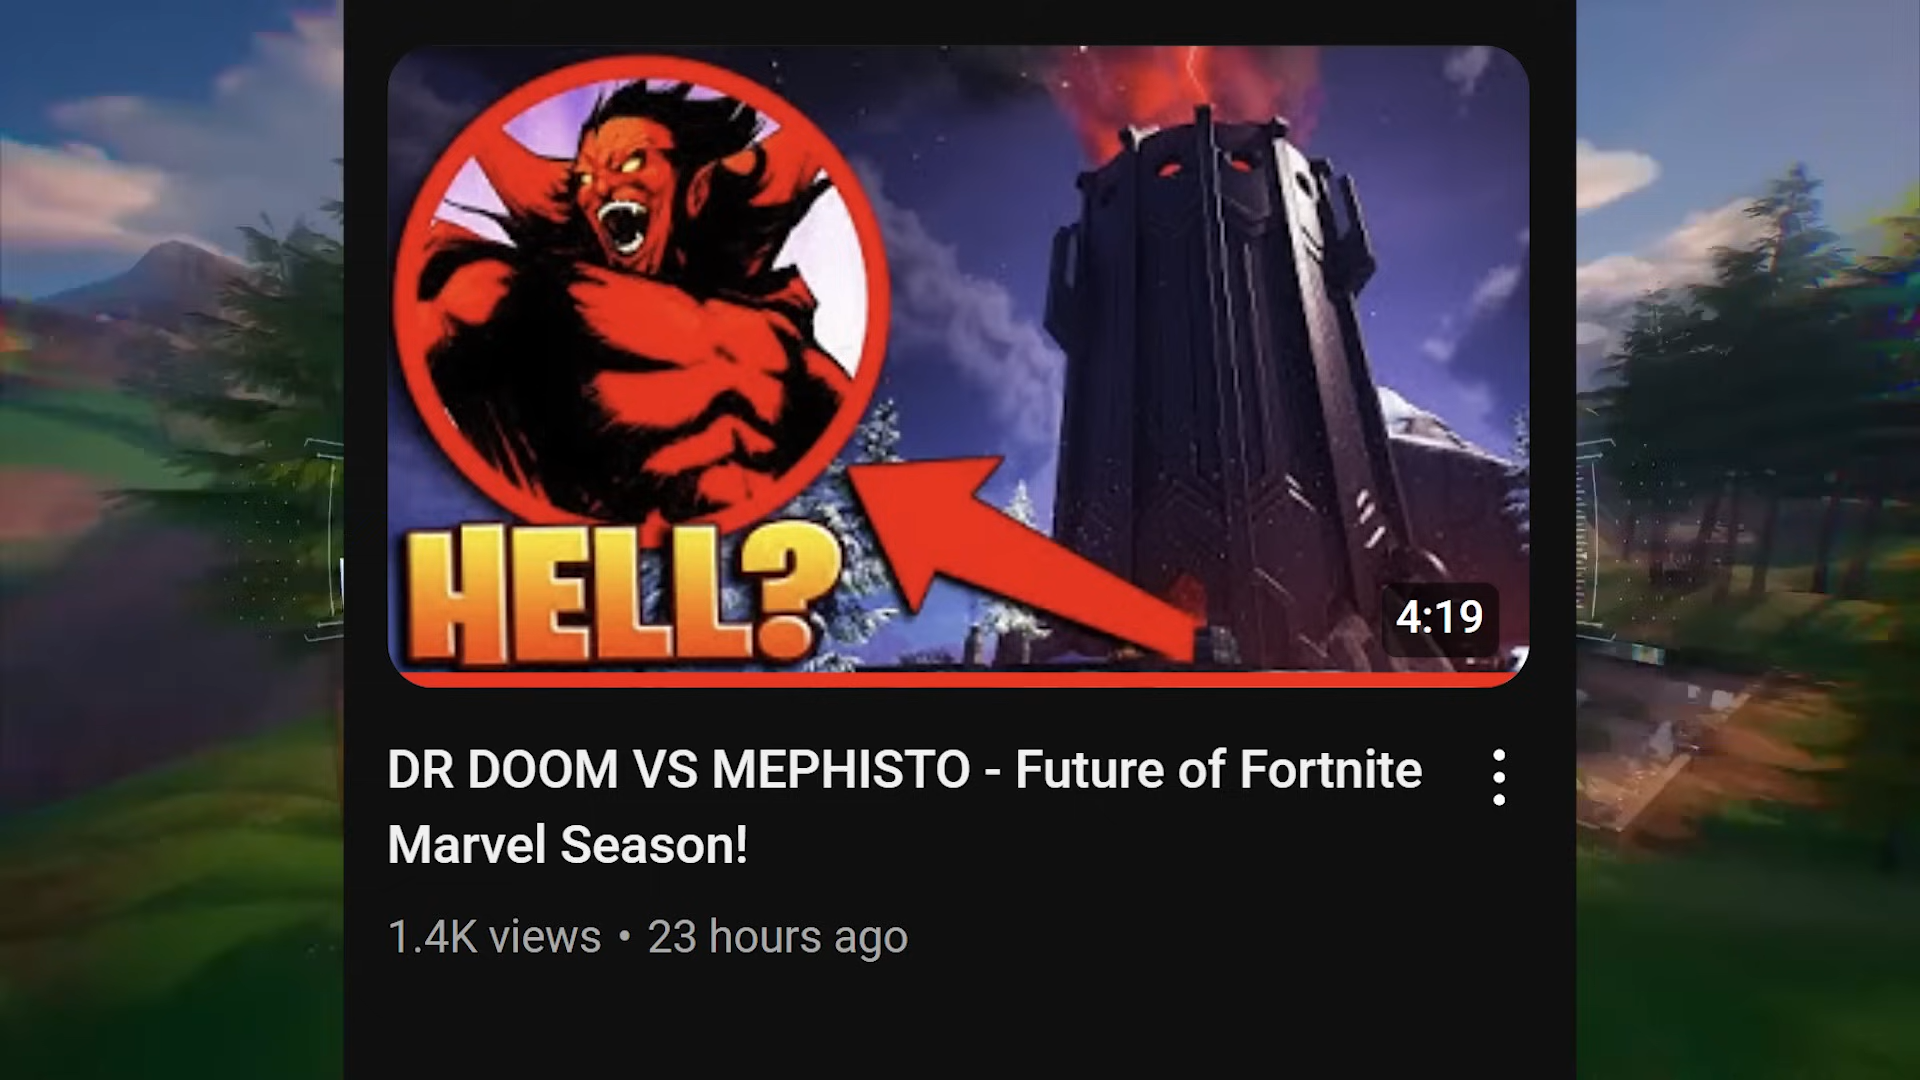 HELL?
4:19
DR DOOM VS MEPHISTO - Future of Fortnite
Marvel Season!
1.4K views • 23 hours ago